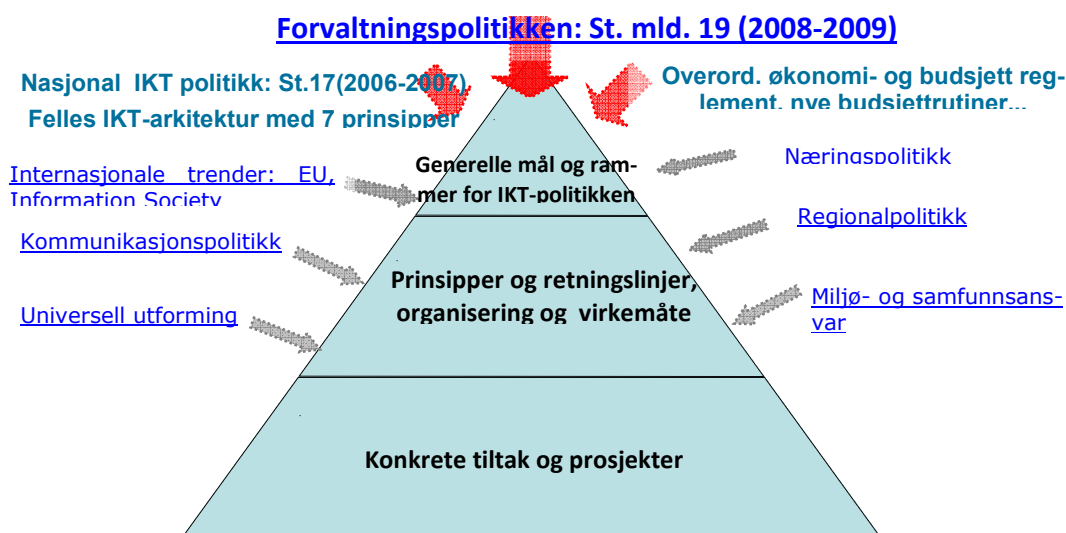 Forvaltningspolitikken: St. mld. 19 (2008-2009)
Nasjonal IKT politikk: St.17(2006-2007)
Felles IKT-arkitektur med 7 prinsipper
Overord. økonomi- og budsjett reg-
lement, nye budsjettrutiner...
Generelle mål og ram-
mer for IKT-politikken
Internasjonale trender: EU,
Information Society
Kommunikasjonspolitikk
Universell utforming
Næringspolitikk
Regionalpolitikk
Miljø- og samfunnsans-
var
Prinsipper og retningslinjer,
organisering og virkemåte
Konkrete tiltak og prosjekter